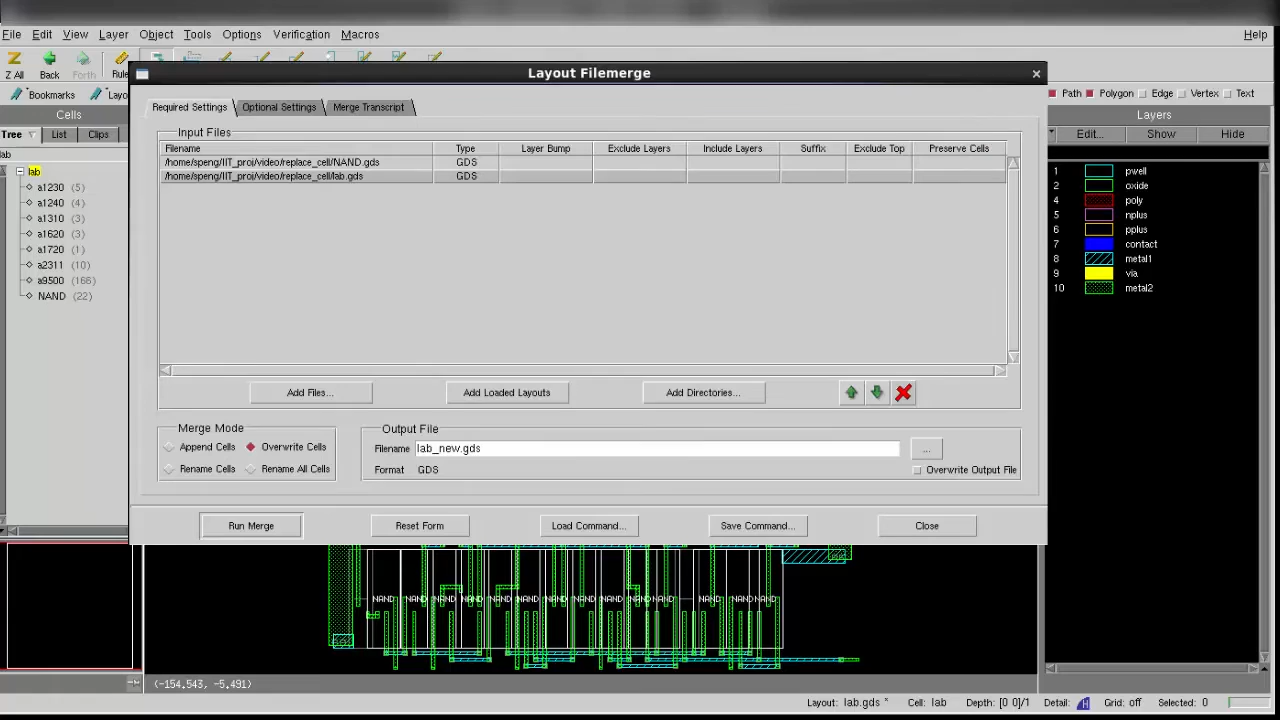 File Edit View Layer Object Tools Options Verification Macros Help
Z All Back Forth Rule
Bookmarks Layo
Path Polygon Edge Vertex Text
Cells
Tree List Clips
lab
lab
a1230 (5)
a1240 (4)
a1310 (3)
a1620 (3)
a1720 (1)
a2311 (10)
a9500 (166)
NAND (22)
Layout Filemerge
Required Settings Optional Settings Merge Transcript
Input Files
Filename Type Layer Bump Exclude Layers Include Layers Suffix Exclude Top Preserve Cells
/home/speng/IIT_proj/video/replace_cell/NAND.gds GDS
/home/speng/IIT_proj/video/replace_cell/lab.gds GDS
Add Files... Add Loaded Layouts Add Directories...
Merge Mode
Append Cells Overwrite Cells
Rename Cells Rename All Cells
Output File
Filename lab_new.gds ...
Format GDS Overwrite Output File
Run Merge Reset Form Load Command... Save Command... Close
Layers
Edit... Show Hide
1 pwell
2 oxide
4 poly
5 nplus
6 pplus
7 contact
8 metal1
9 via
10 metal2
NAND NAND NAND NAND NAND NAND NAND NAND NAND NAND NAND NAND
(-154.543, -5.491)
Layout: lab.gds * Cell: lab Depth: [0 0]/1 Detail: Grid: off Selected: 0